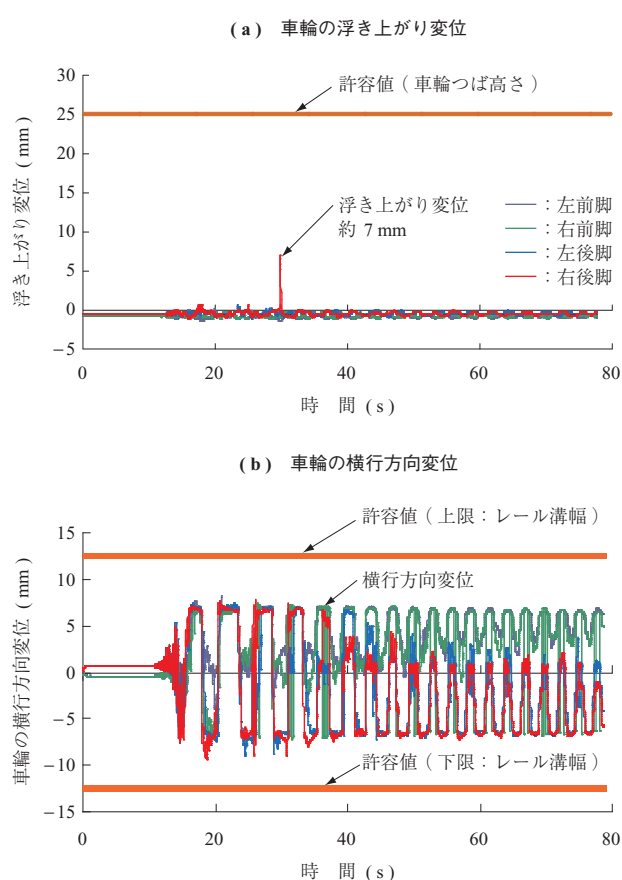 ( a ) 車輪の浮き上がり変位
30
25
20
15
10
5
0
−5
浮き上がり変位 ( mm )
許容値 ( 車輪つば高さ )
浮き上がり変位
約 7 mm
：左前脚
：右前脚
：左後脚
：右後脚
0
20
40
60
80
時 間 ( s )
( b ) 車輪の横行方向変位
15
10
5
0
−5
−10
−15
車輪の横行方向変位 ( mm )
許容値 ( 上限：レール溝幅 )
横行方向変位
許容値 ( 下限：レール溝幅 )
0
20
40
60
80
時 間 ( s )